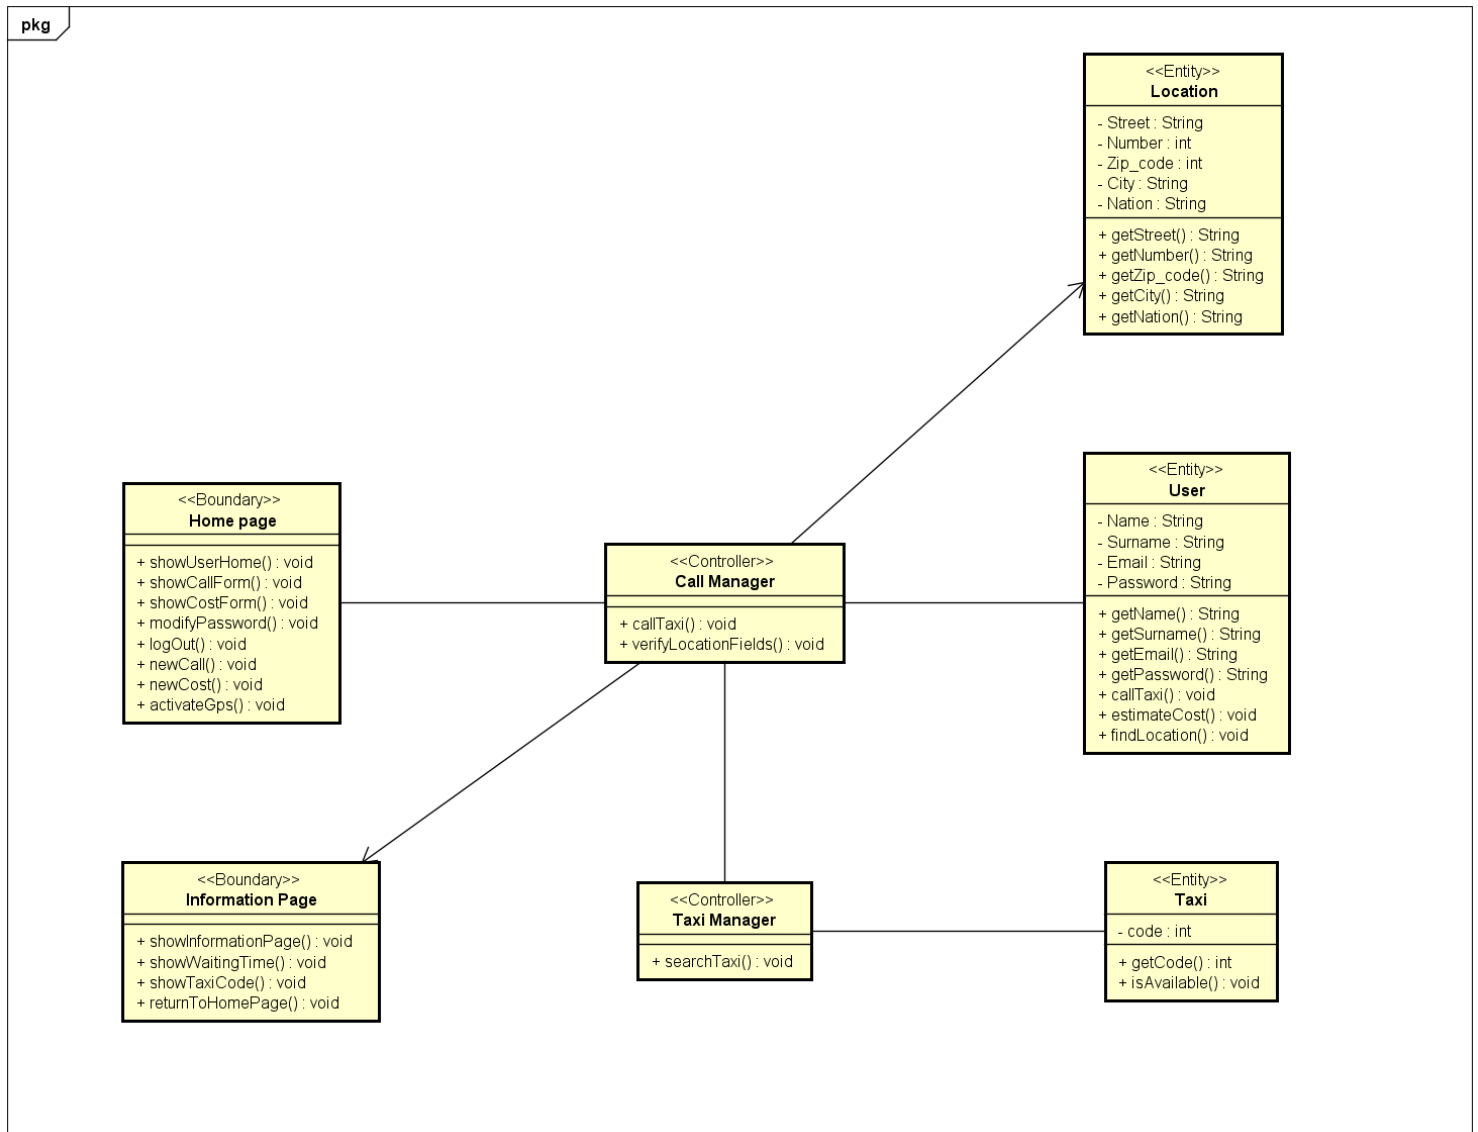 pkg
<<Entity>>
Location
- Street : String
- Number : int
- Zip_code : int
- City : String
- Nation : String
+ getStreet() : String
+ getNumber() : String
+ getZip_code() : String
+ getCity() : String
+ getNation() : String
<<Boundary>>
Home page
+ showUserHome() : void
+ showCallForm() : void
+ showCostForm() : void
+ modifyPassword() : void
+ logOut() : void
+ newCall() : void
+ newCost() : void
+ activateGps() : void
<<Controller>>
Call Manager
+ callTaxi() : void
+ verifyLocationFields() : void
<<Entity>>
User
- Name : String
- Surname : String
- Email : String
- Password : String
+ getName() : String
+ getSurname() : String
+ getEmail() : String
+ getPassword() : String
+ callTaxi() : void
+ estimateCost() : void
+ findLocation() : void
<<Boundary>>
Information Page
+ showInformationPage() : void
+ showWaitingTime() : void
+ showTaxiCode() : void
+ returnToHomePage() : void
<<Controller>>
Taxi Manager
+ searchTaxi() : void
<<Entity>>
Taxi
- code : int
+ getCode() : int
+ isAvailable() : void